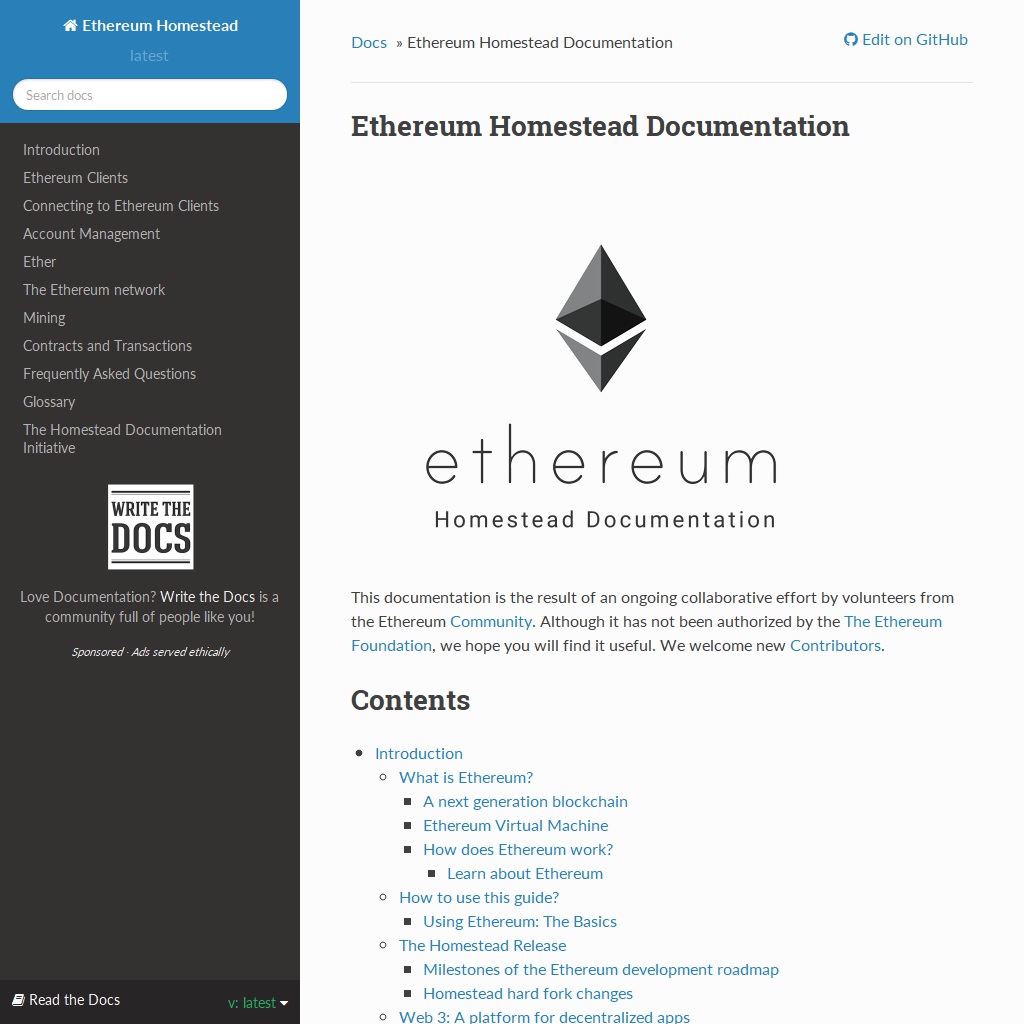 Ethereum Homestead
latest
Search docs
Introduction
Ethereum Clients
Connecting to Ethereum Clients
Account Management
Ether
The Ethereum network
Mining
Contracts and Transactions
Frequently Asked Questions
Glossary
The Homestead Documentation
Initiative
WRITE THE
DOCS
Love Documentation? Write the Docs is a
community full of people like you!
Sponsored · Ads served ethically
Read the Docs
v: latest
Docs » Ethereum Homestead Documentation
Edit on GitHub
Ethereum Homestead Documentation
ethereum
Homestead Documentation
This documentation is the result of an ongoing collaborative effort by volunteers from
the Ethereum Community. Although it has not been authorized by the The Ethereum
Foundation, we hope you will find it useful. We welcome new Contributors.
Contents
Introduction
What is Ethereum?
A next generation blockchain
Ethereum Virtual Machine
How does Ethereum work?
Learn about Ethereum
How to use this guide?
Using Ethereum: The Basics
The Homestead Release
Milestones of the Ethereum development roadmap
Homestead hard fork changes
Web 3: A platform for decentralized apps